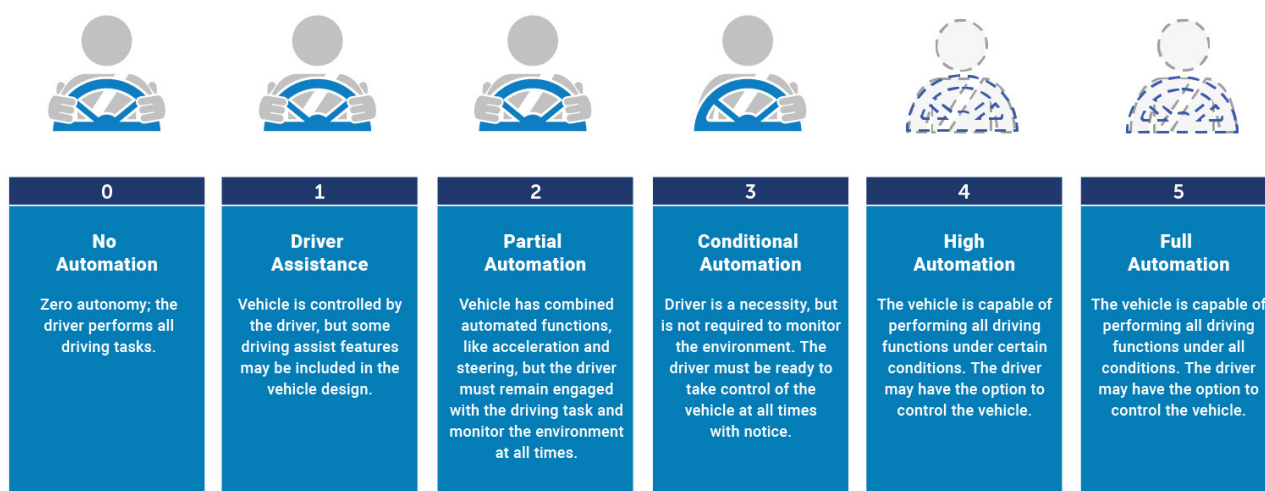 0
No
Automation
Zero autonomy; the
driver performs all
driving tasks.
1
Driver
Assistance
Vehicle is controlled by
the driver, but some
driving assist features
may be included in the
vehicle design.
2
Partial
Automation
Vehicle has combined
automated functions,
like acceleration and
steering, but the driver
must remain engaged
with the driving task and
monitor the environment
at all times.
3
Conditional
Automation
Driver is a necessity, but
is not required to monitor
the environment. The
driver must be ready to
take control of the
vehicle at all times
with notice.
4
High
Automation
The vehicle is capable of
performing all driving
functions under certain
conditions. The driver
may have the option to
control the vehicle.
5
Full
Automation
The vehicle is capable of
performing all driving
functions under all
conditions. The driver
may have the option to
control the vehicle.